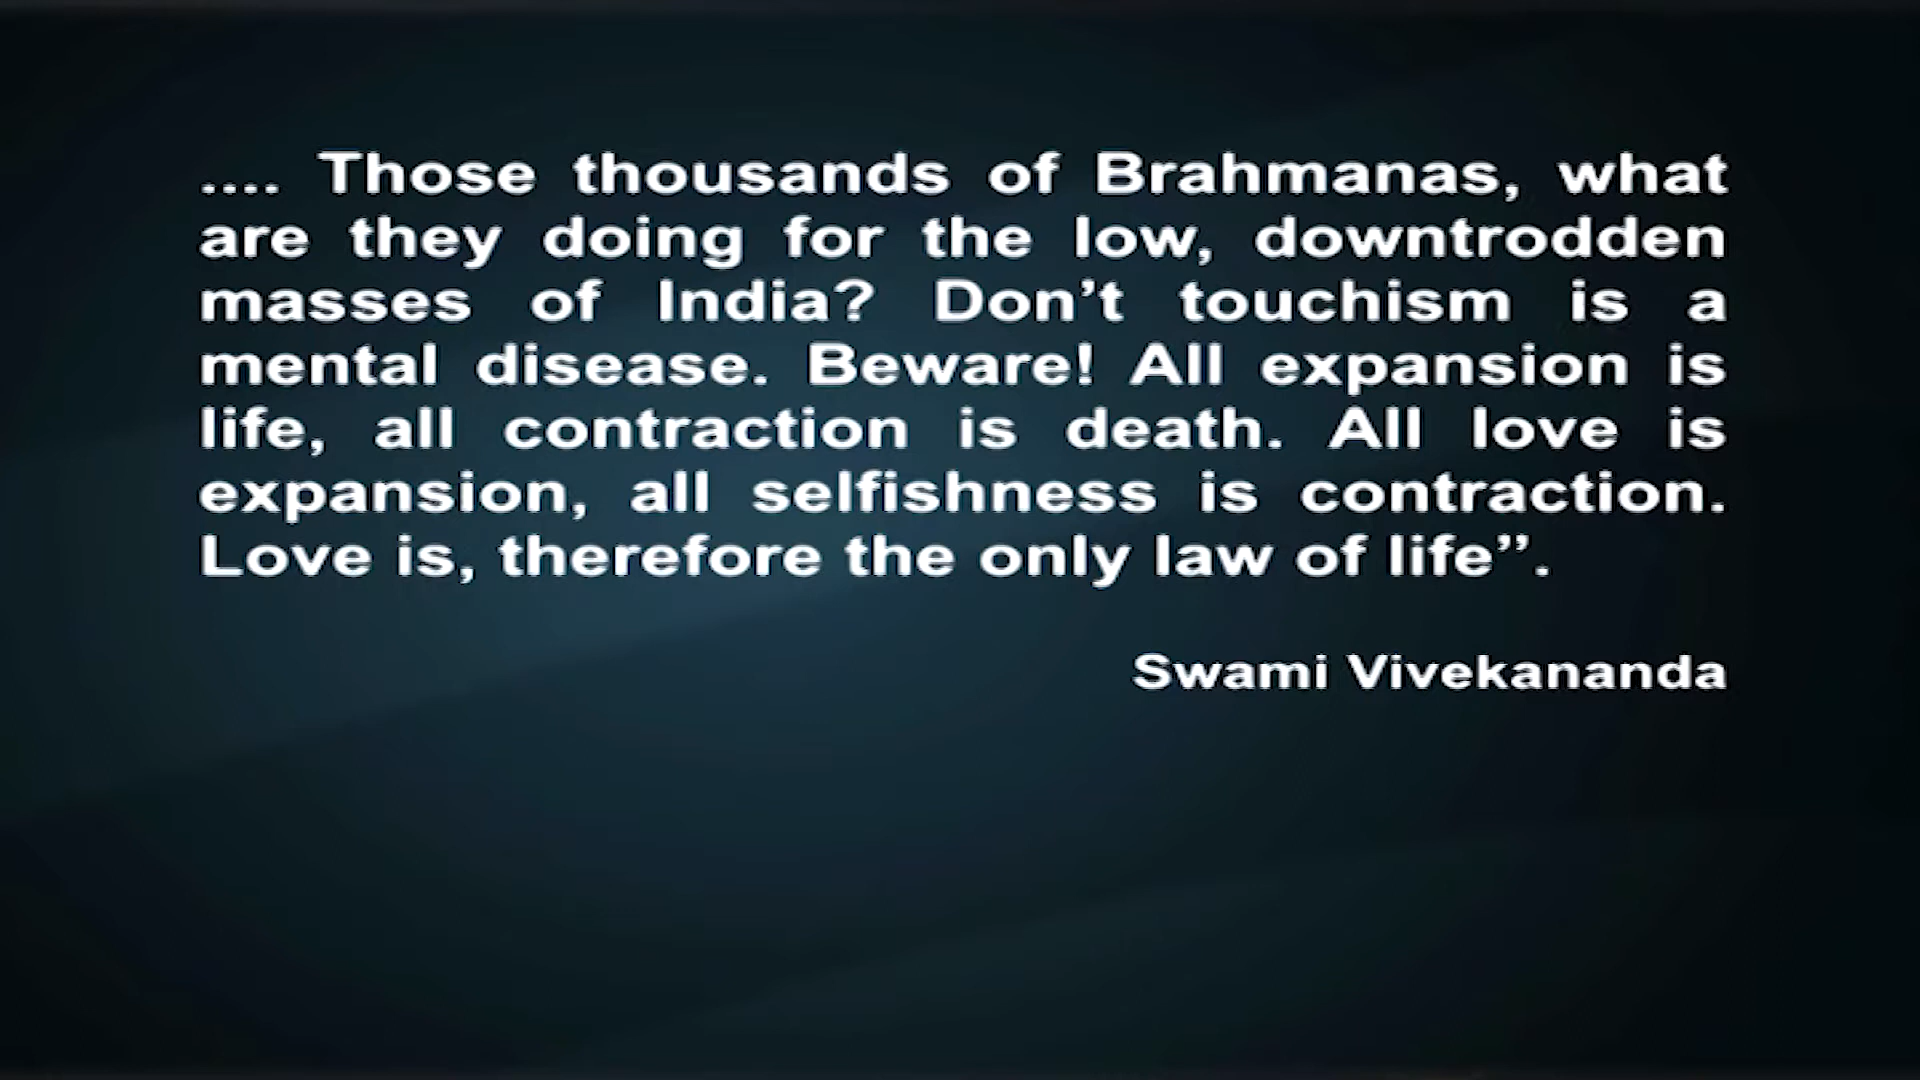 .... Those thousands of Brahmanas, what
are they doing for the low, downtrodden
masses of India? Don’t touchism is a
mental disease. Beware! All expansion is
life, all contraction is death. All love is
expansion, all selfishness is contraction.
Love is, therefore the only law of life”.
Swami Vivekananda